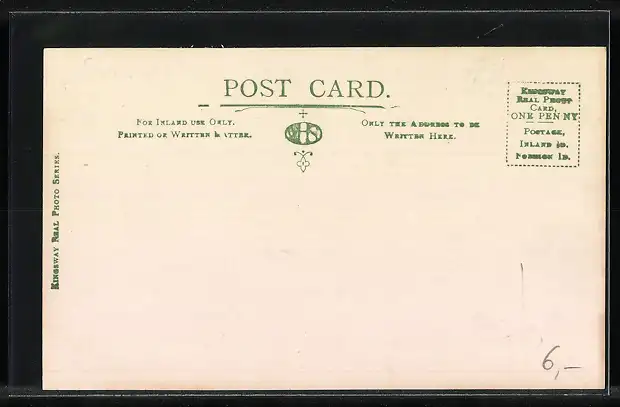 POST CARD.
FOR INLAND USE ONLY.
PRINTED OR WRITTEN MATTER.
WHS
ONLY THE ADDRESS TO BE
WRITTEN HERE.
KINGSWAY
REAL PHOTO
CARD,
ONE PENNY
POSTAGE,
INLAND ½D.
FOREIGN 1D.
KINGSWAY REAL PHOTO SERIES.
6,–